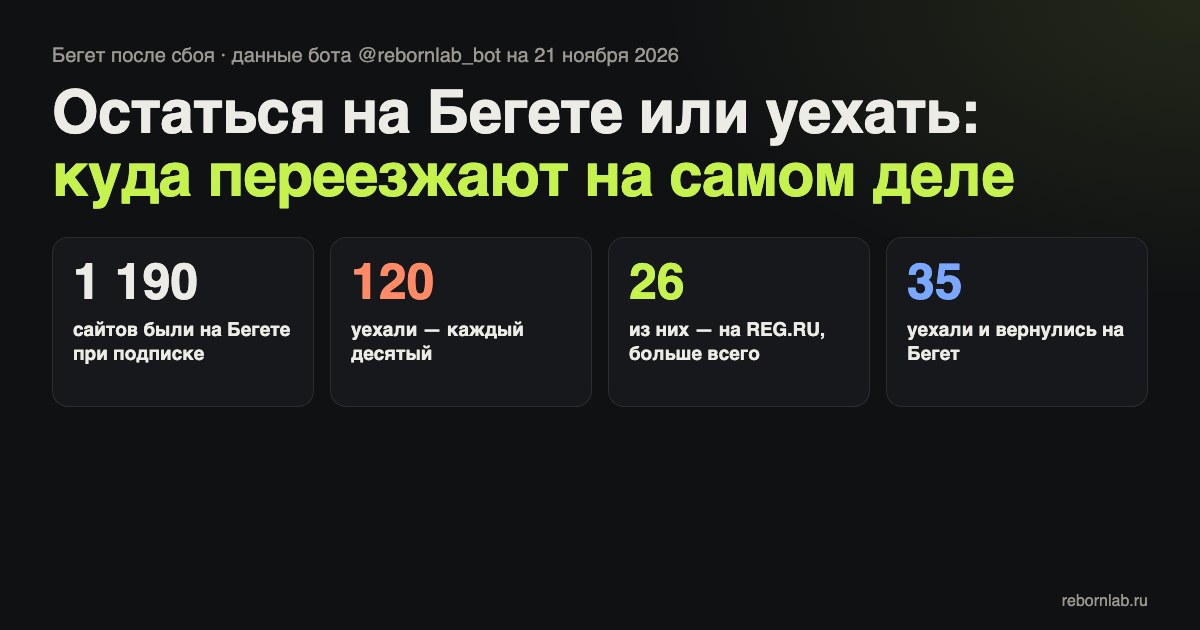 Бегет после сбоя · данные бота @rebornlab_bot на 21 ноября 2026
Остаться на Бегете или уехать:
куда переезжают на самом деле
1 190
сайтов были на Бегете
при подписке
120
уехали — каждый
десятый
26
из них — на REG.RU,
больше всего
35
уехали и вернулись на
Бегет
rebornlab.ru